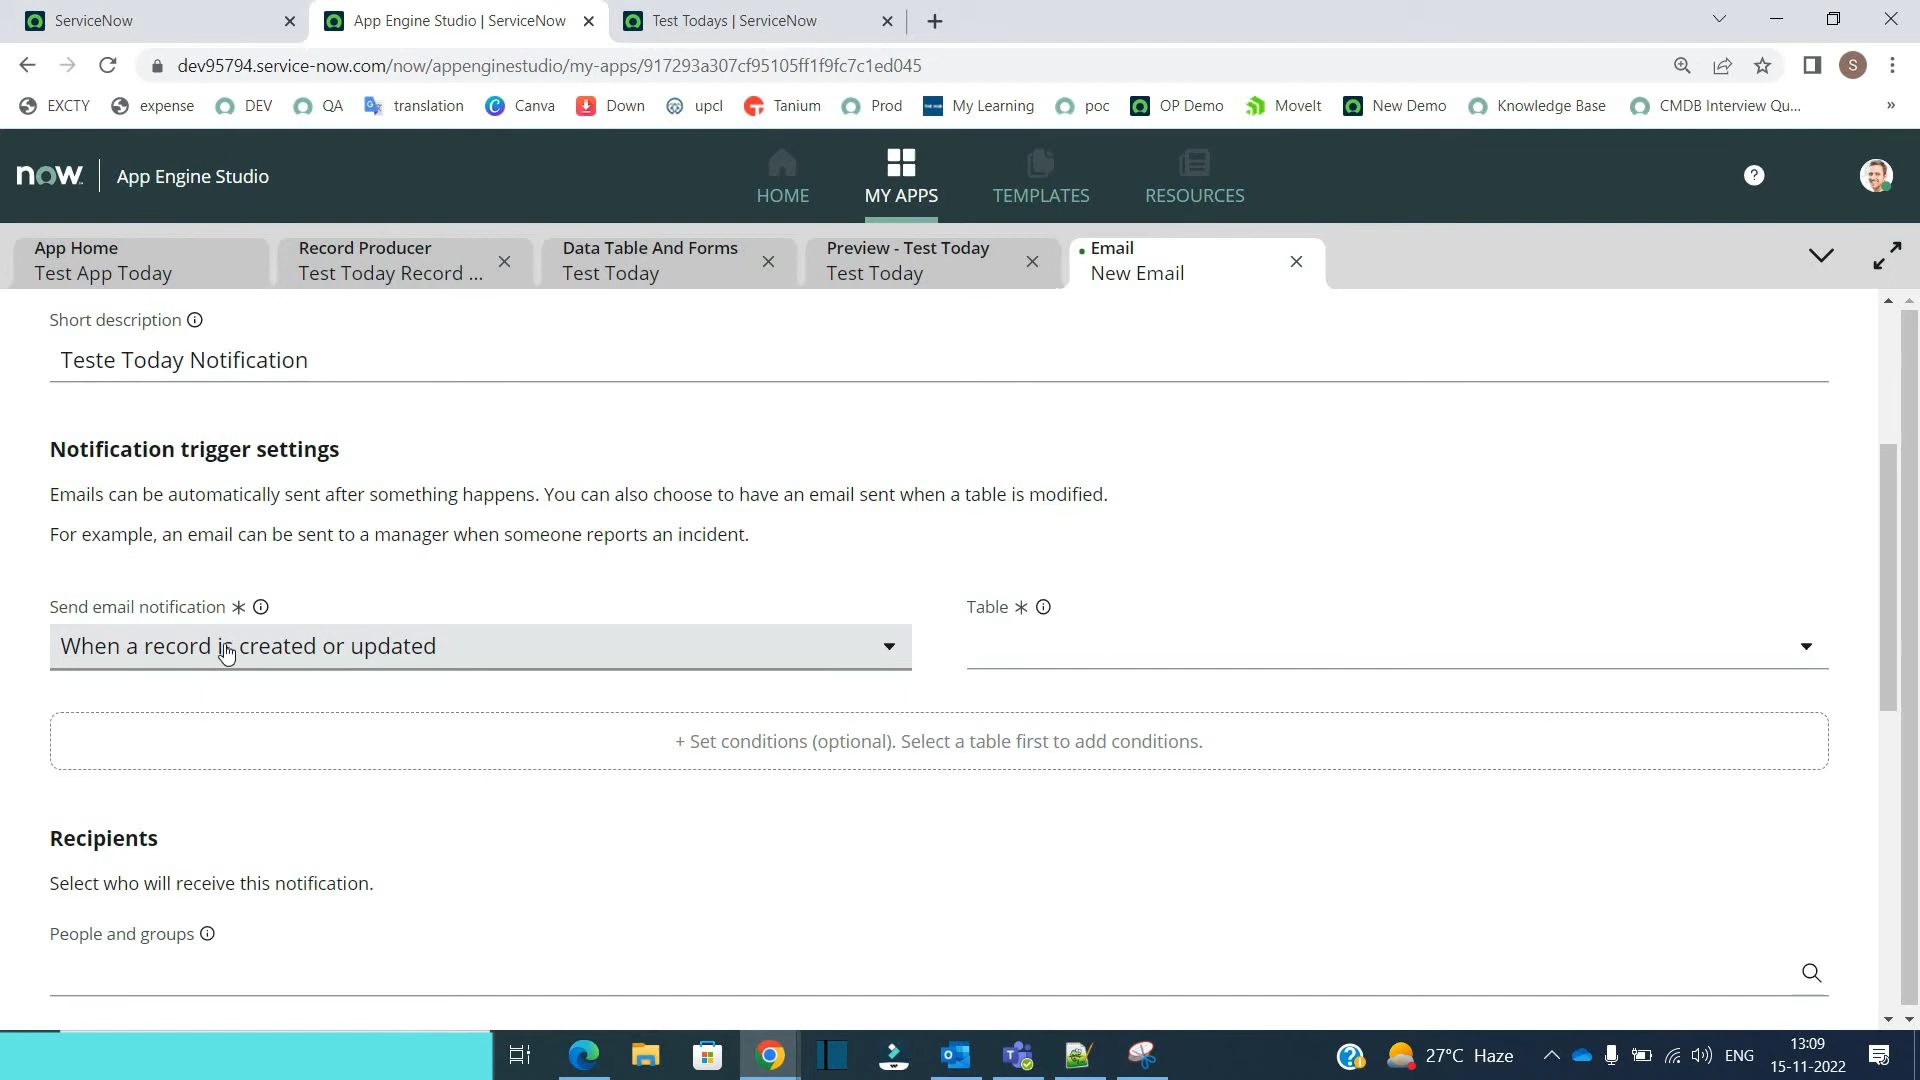 ServiceNow
App Engine Studio | ServiceNow
Test Todays | ServiceNow
dev95794.service-now.com/now/appenginestudio/my-apps/917293a307cf95105ff1f9fc7c1ed045
S
EXCTY
expense
DEV
QA
translation
Canva
Down
upcl
Tanium
Prod
My Learning
poc
OP Demo
MoveIt
New Demo
Knowledge Base
CMDB Interview Qu...
»
now
App Engine Studio
HOME
MY APPS
TEMPLATES
RESOURCES
App Home
Test App Today
Record Producer
Test Today Record ...
Data Table And Forms
Test Today
Preview - Test Today
Test Today
Email
New Email
Short description
Teste Today Notification
Notification trigger settings
Emails can be automatically sent after something happens. You can also choose to have an email sent when a table is modified.
For example, an email can be sent to a manager when someone reports an incident.
Send email notification
When a record is created or updated
Table
+ Set conditions (optional). Select a table first to add conditions.
Recipients
Select who will receive this notification.
People and groups
27°C Haze
ENG
13:09
15-11-2022